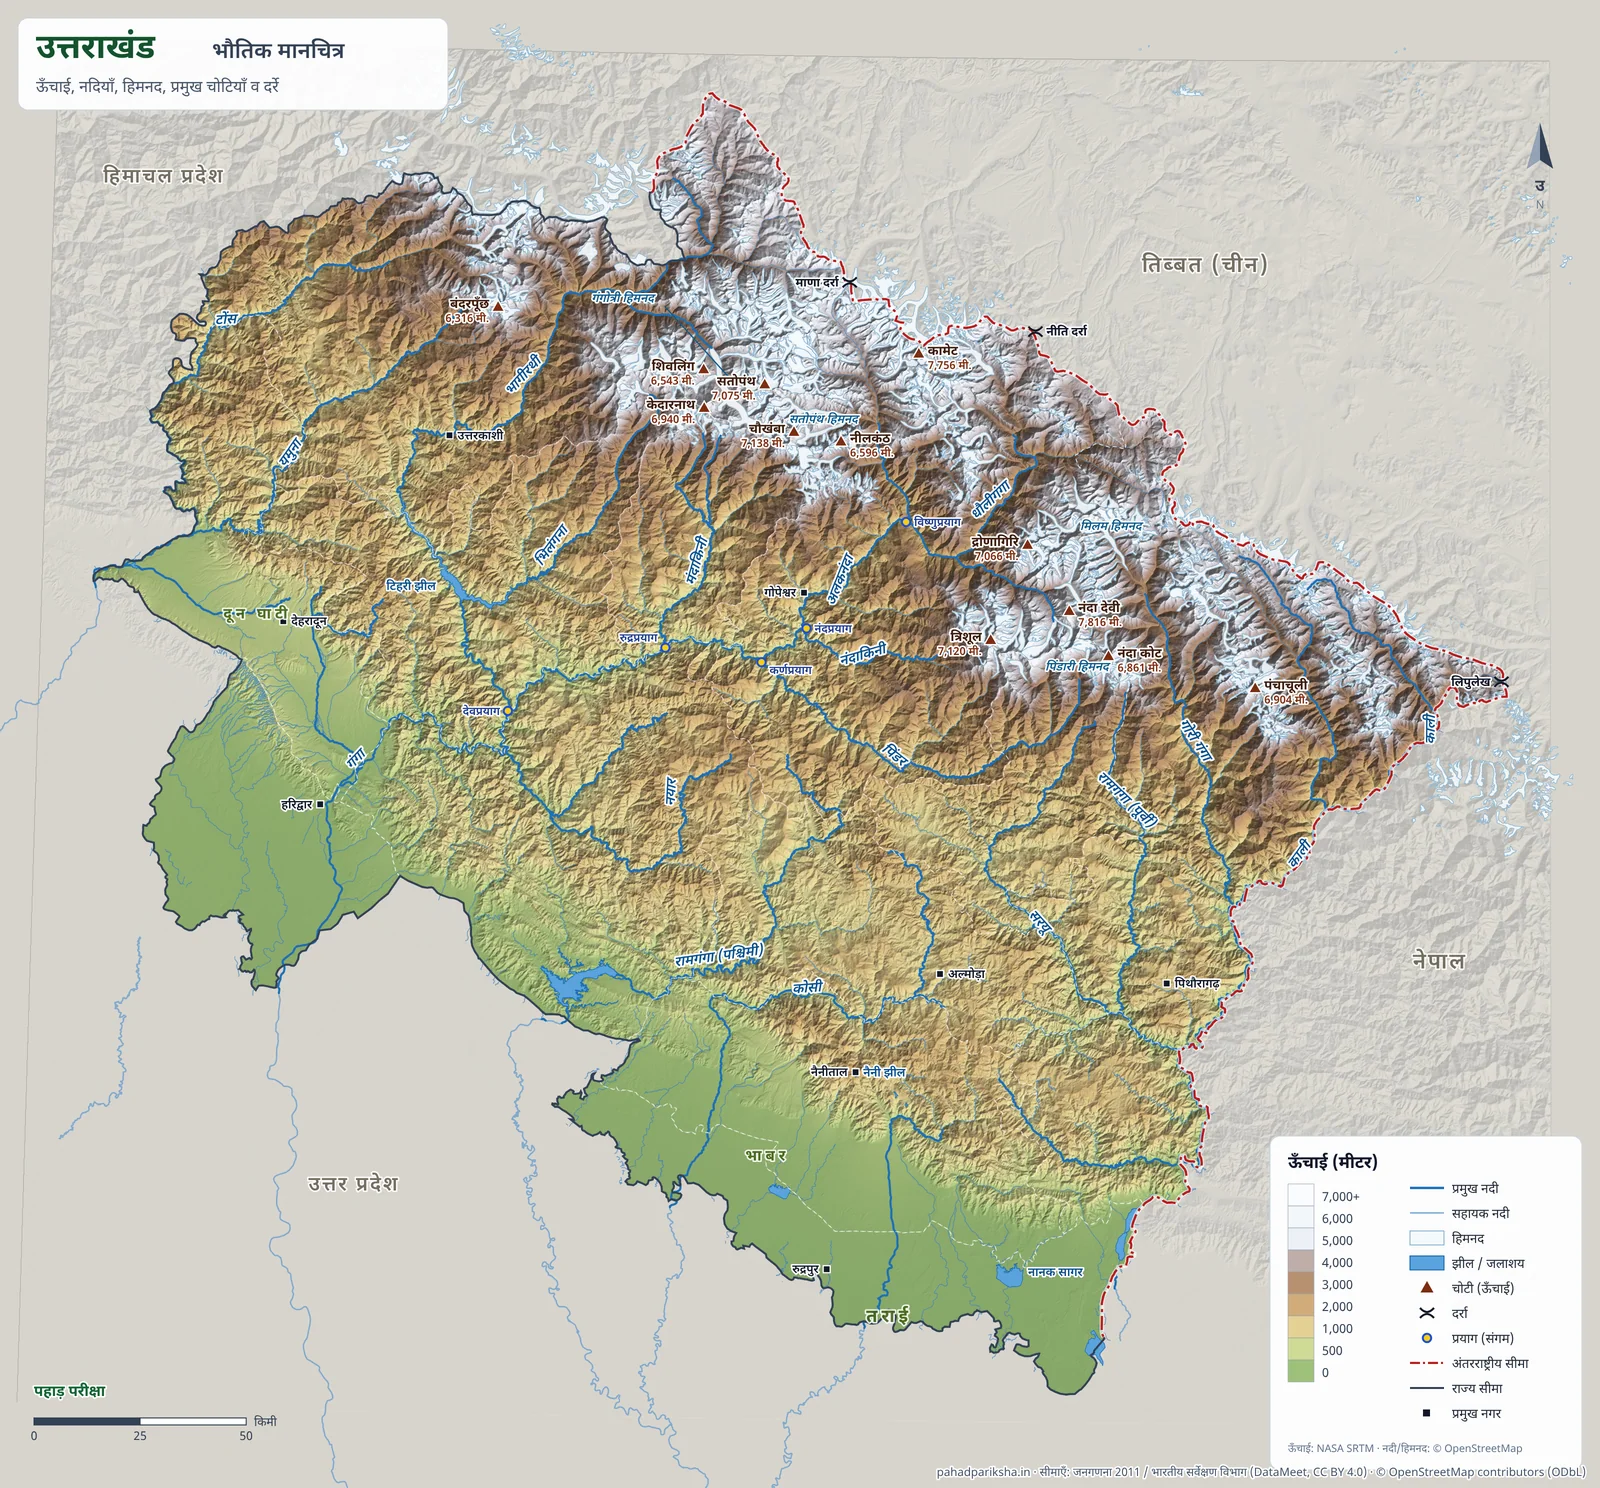 उत्तराखंड भौतिक मानचित्र
ऊँचाई, नदियाँ, हिमनद, प्रमुख चोटियाँ व दर्रे
हिमाचल प्रदेश
तिब्बत (चीन)
उ
N
माणा दर्रा
गंगोत्री हिमनद
बंदरपूँछ
6,316 मी.
टोंस
नीति दर्रा
कामेट
7,756 मी.
शिवलिंग
6,543 मी.
सतोपंथ
7,075 मी.
भागीरथी
केदारनाथ
6,940 मी.
सतोपंथ हिमनद
चौखंबा
7,138 मी.
नीलकंठ
6,596 मी.
उत्तरकाशी
यमुना
धौलीगंगा
विष्णुप्रयाग
मिलम हिमनद
द्रोणागिरि
7,066 मी.
भिलंगना
मंदाकिनी
अलकनंदा
टिहरी झील
गोपेश्वर
दून घाटी
देहरादून
नंदा देवी
7,816 मी.
रुद्रप्रयाग
नंदप्रयाग
त्रिशूल
7,120 मी.
नंदाकिनी
नंदा कोट
6,861 मी.
पिंडारी हिमनद
कर्णप्रयाग
पंचाचूली
6,904 मी.
लिपुलेख
देवप्रयाग
काली
गोरी गंगा
गंगा
पिंडर
नयार
रामगंगा (पूर्वी)
हरिद्वार
काली
सरयू
रामगंगा (पश्चिमी)
नेपाल
अल्मोड़ा
पिथौरागढ़
कोसी
नैनीताल
नैनी झील
भाबर
उत्तर प्रदेश
रुद्रपुर
नानक सागर
तराई
ऊँचाई (मीटर)
7,000+
6,000
5,000
4,000
3,000
2,000
1,000
500
0
प्रमुख नदी
सहायक नदी
हिमनद
झील / जलाशय
चोटी (ऊँचाई)
दर्रा
प्रयाग (संगम)
अंतरराष्ट्रीय सीमा
राज्य सीमा
प्रमुख नगर
ऊँचाई: NASA SRTM · नदी/हिमनद: © OpenStreetMap
पहाड़ परीक्षा
किमी
0 25 50
pahadpariksha.in · सीमाएँ: जनगणना 2011 / भारतीय सर्वेक्षण विभाग (DataMeet, CC BY 4.0) · © OpenStreetMap contributors (ODbL)